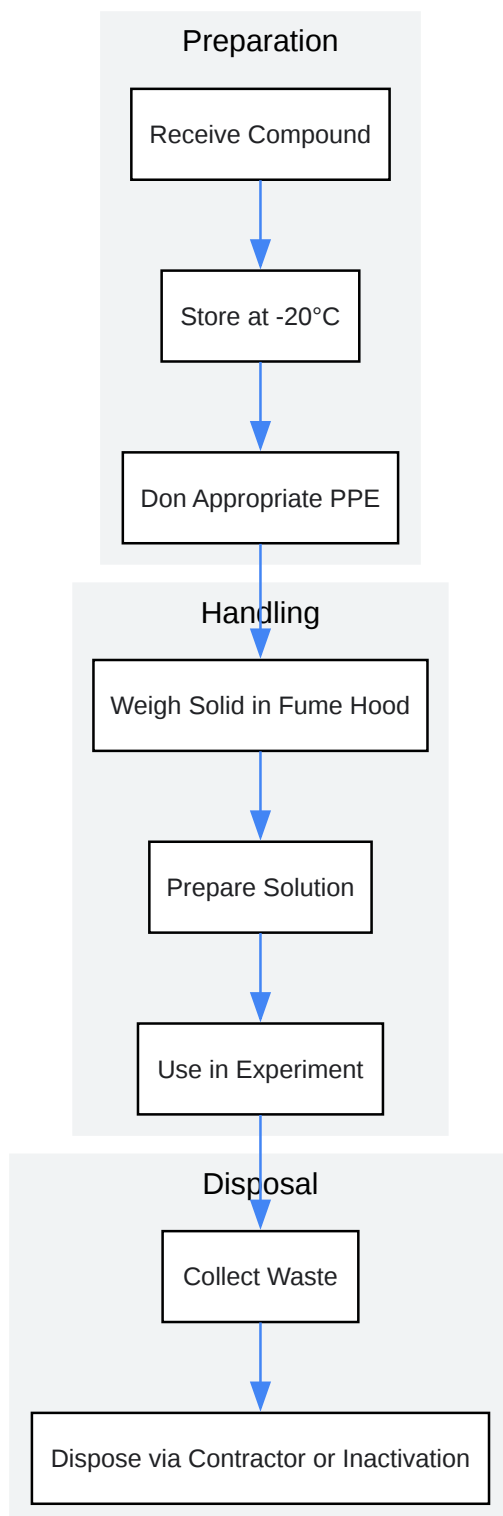 Preparation
Receive Compound
Store at -20°C
Don Appropriate PPE
Handling
Weigh Solid in Fume Hood
Prepare Solution
Use in Experiment
Disposal
Collect Waste
Dispose via Contractor or Inactivation